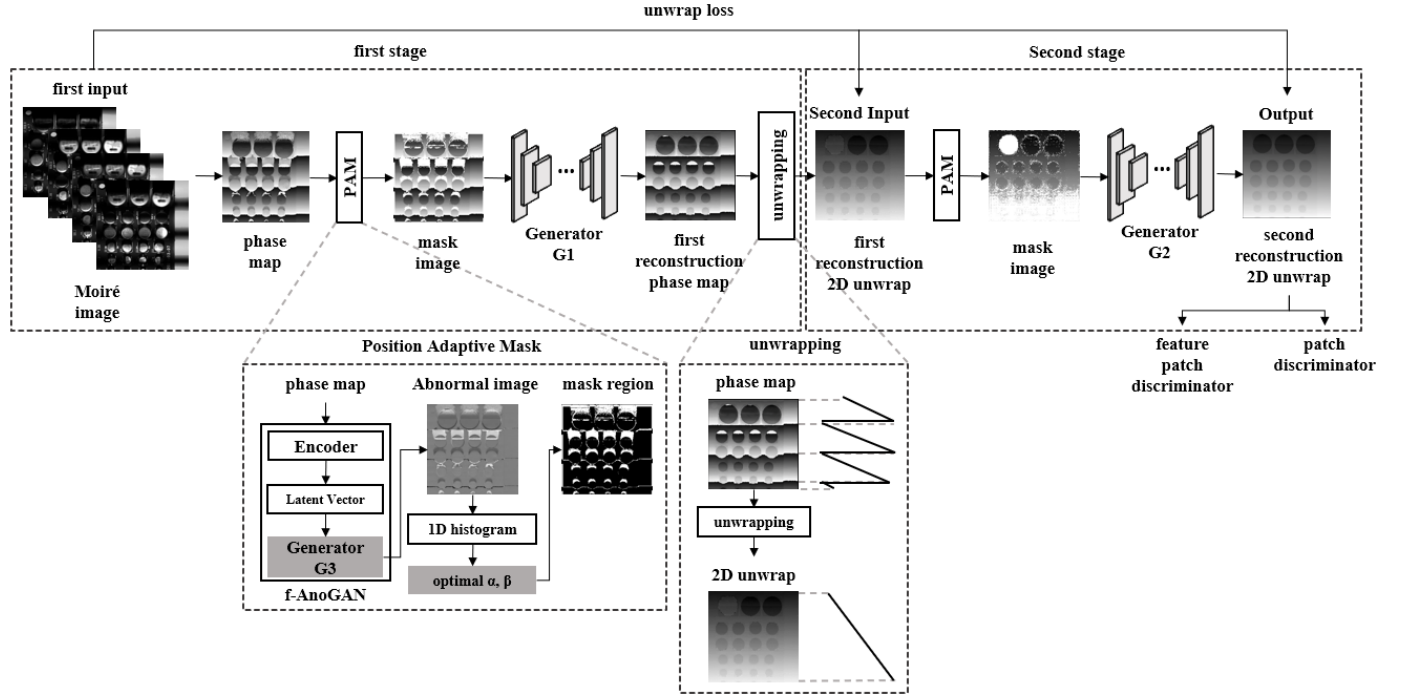 unwrap loss
first stage
Second stage
first input
Moiré
image
phase
map
PAM
mask
image
Generator
G1
first
reconstruction
phase map
unwrapping
Second Input
first
reconstruction
2D unwrap
PAM
mask
image
Generator
G2
Output
second
reconstruction
2D unwrap
feature
patch
discriminator
patch
discriminator
Position Adaptive Mask
phase map
Encoder
Latent Vector
Generator
G3
f-AnoGAN
Abnormal image
1D histogram
optimal α, β
mask region
unwrapping
phase map
unwrapping
2D unwrap